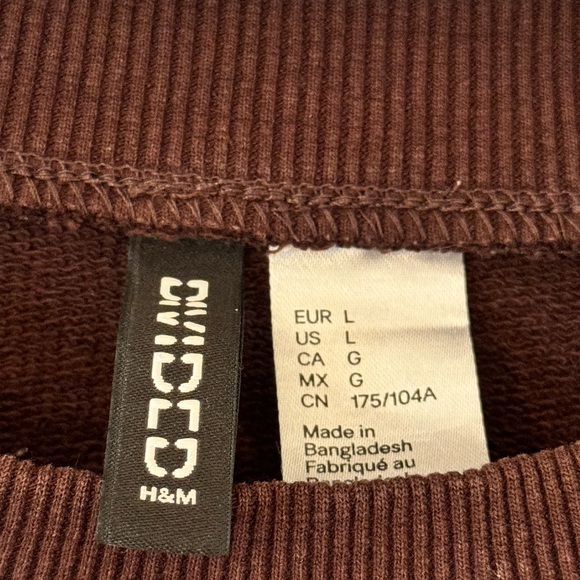 DIVIDED
H&M
EUR L
US L
CA G
MX G
CN 175/104A
Made in
Bangladesh
Fabriqué au